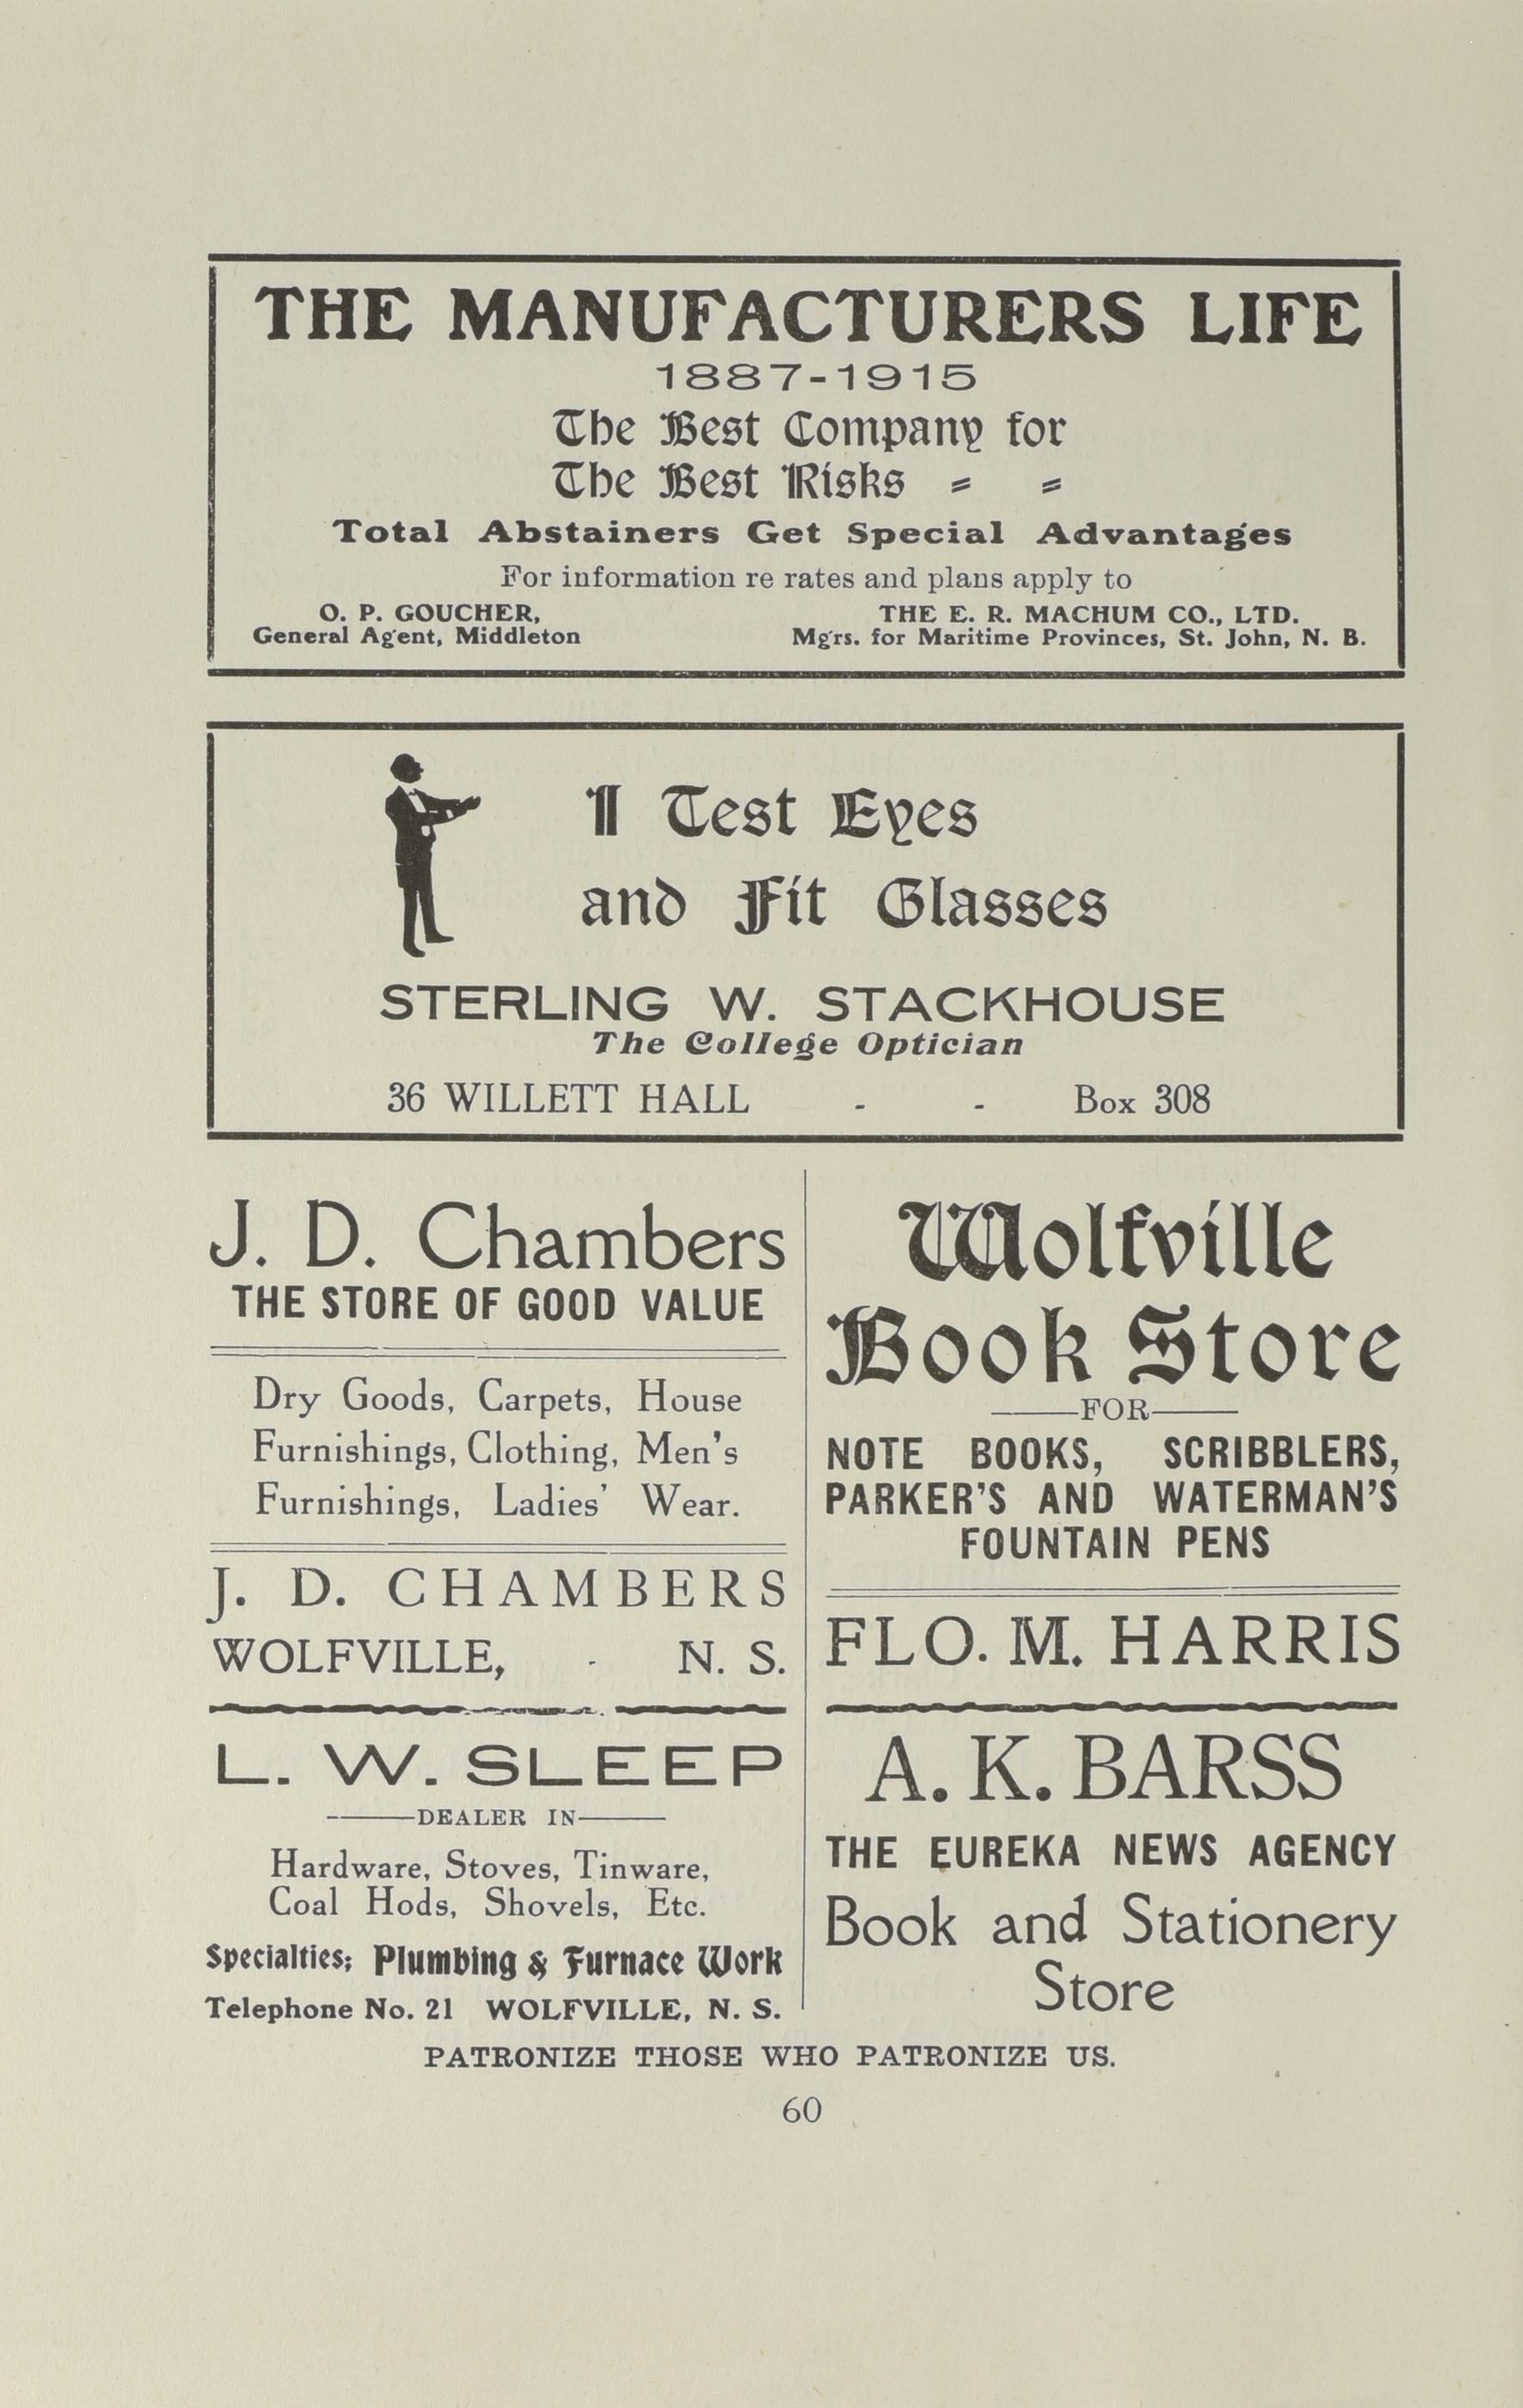 THE MANUFACTURERS LIFE
1887-1915
The Best Company for
The Best Risks = =
Total Abstainers Get Special Advantages
For information re rates and plans apply to
O. P. GOUCHER,
General Agent, Middleton
THE E. R. MACHUM CO., LTD.
Mgrs. for Maritime Provinces, St. John, N. B.
I Test Eyes
and Fit Glasses
STERLING W. STACKHOUSE
The College Optician
36 WILLETT HALL - - Box 308
J. D. Chambers
THE STORE OF GOOD VALUE
Dry Goods, Carpets, House
Furnishings, Clothing, Men's
Furnishings, Ladies' Wear.
J. D. CHAMBERS
WOLFVILLE, - N. S.
L. W. SLEEP
—DEALER IN—
Hardware, Stoves, Tinware,
Coal Hods, Shovels, Etc.
Specialties; Plumbing & Furnace Work
Telephone No. 21 WOLFVILLE, N. S.
Wolfville
Book Store
—FOR—
NOTE BOOKS, SCRIBBLERS,
PARKER'S AND WATERMAN'S
FOUNTAIN PENS
FLO. M. HARRIS
A. K. BARSS
THE EUREKA NEWS AGENCY
Book and Stationery
Store
PATRONIZE THOSE WHO PATRONIZE US.
60